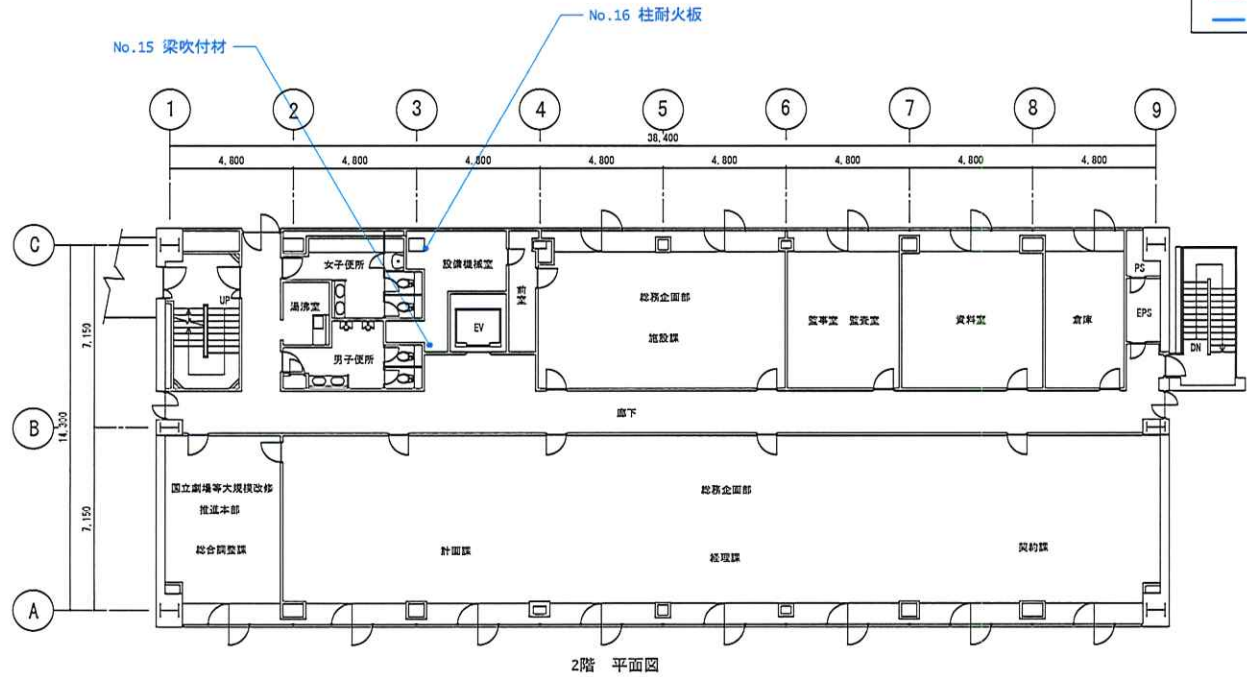 No.16 柱耐火板
No.15 梁吹付材
1
2
3
4
5
6
7
8
9
38,400
4,800
4,800
4,800
4,800
4,800
4,800
4,800
4,800
C
女子便所
設備機械室
前室
PS
UP
湯沸室
総務企画部
EV
監事室 監査室
資料室
倉庫
EPS
施設課
7,150
男子便所
DN
廊下
B
14,300
国立劇場等大規模改修
推進本部
総務企画部
7,150
総合調整課
計画課
経理課
契約課
A
2階 平面図